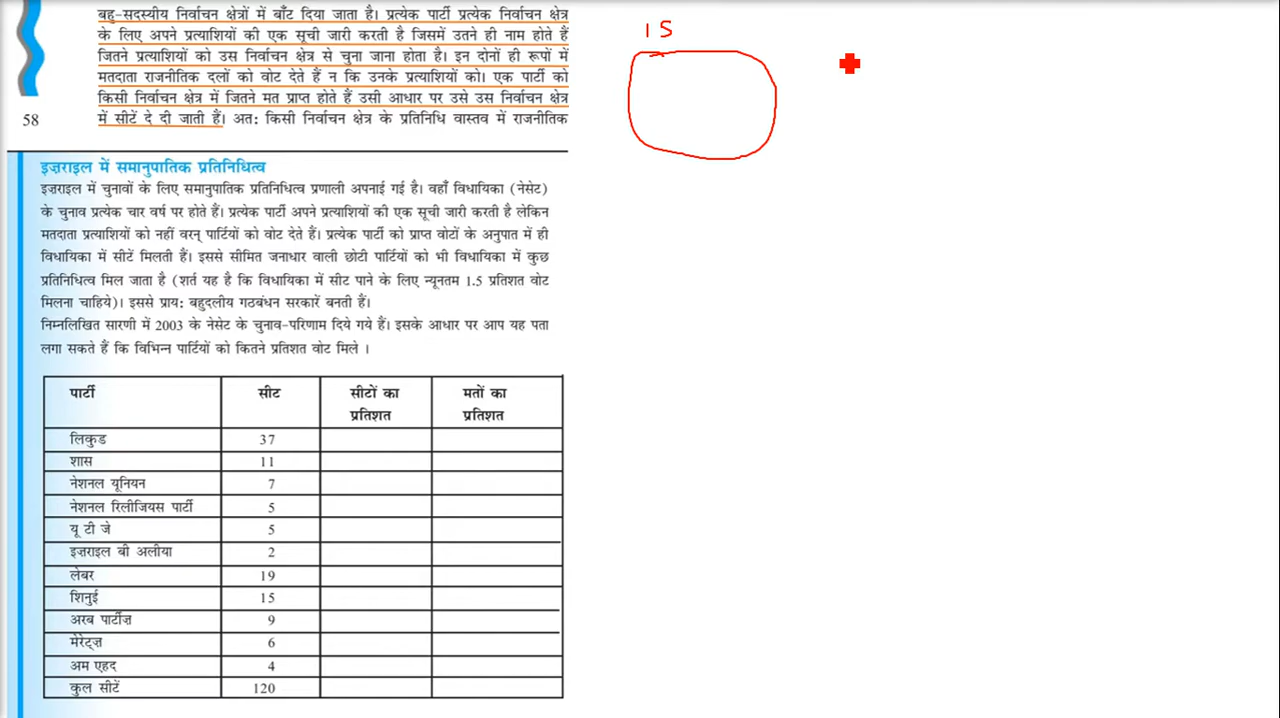 बहु-सदस्यीय निर्वाचन क्षेत्रों में बाँट दिया जाता है। प्रत्येक पार्टी प्रत्येक निर्वाचन क्षेत्र
के लिए अपने प्रत्याशियों की एक सूची जारी करती है जिसमें उतने ही नाम होते हैं
जितने प्रत्याशियों को उस निर्वाचन क्षेत्र से चुना जाना होता है। इन दोनों ही रूपों में
मतदाता राजनीतिक दलों को वोट देते हैं न कि उनके प्रत्याशियों को। एक पार्टी को
किसी निर्वाचन क्षेत्र में जितने मत प्राप्त होते हैं उसी आधार पर उसे उस निर्वाचन क्षेत्र
में सीटें दे दी जाती हैं। अत: किसी निर्वाचन क्षेत्र के प्रतिनिधि वास्तव में राजनीतिक
58
15
इज़राइल में समानुपातिक प्रतिनिधित्व
इज़राइल में चुनावों के लिए समानुपातिक प्रतिनिधित्व प्रणाली अपनाई गई है। वहाँ विधायिका (नेसेट)
के चुनाव प्रत्येक चार वर्ष पर होते हैं। प्रत्येक पार्टी अपने प्रत्याशियों की एक सूची जारी करती है लेकिन
मतदाता प्रत्याशियों को नहीं वरन् पार्टियों को वोट देते हैं। प्रत्येक पार्टी को प्राप्त वोटों के अनुपात में ही
विधायिका में सीटें मिलती हैं। इससे सीमित जनाधार वाली छोटी पार्टियों को भी विधायिका में कुछ
प्रतिनिधित्व मिल जाता है (शर्त यह है कि विधायिका में सीट पाने के लिए न्यूनतम 1.5 प्रतिशत वोट
मिलना चाहिये)। इससे प्राय: बहुदलीय गठबंधन सरकारें बनती हैं।
निम्नलिखित सारणी में 2003 के नेसेट के चुनाव-परिणाम दिये गये हैं। इसके आधार पर आप यह पता
लगा सकते हैं कि विभिन्न पार्टियों को कितने प्रतिशत वोट मिले ।
पार्टी सीट सीटों का प्रतिशत मतों का प्रतिशत
लिकुड 37
शास 11
नेशनल यूनियन 7
नेशनल रिलीजियस पार्टी 5
यू टी जे 5
इज़राइल बी अलीया 2
लेबर 19
शिनुई 15
अरब पार्टीज़ 9
मेरेट्ज़ 6
अम एहद 4
कुल सीटें 120